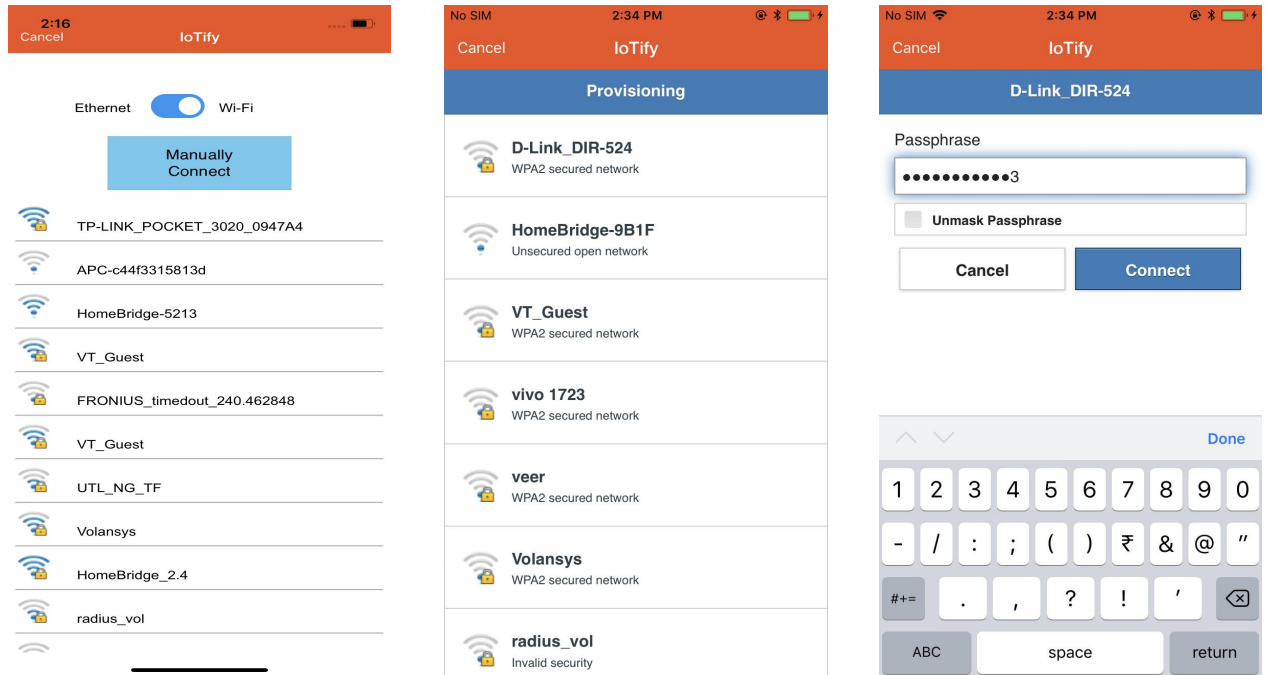 2:16
Cancel
IoTify
Ethernet
Wi-Fi
Manually
Connect
TP-LINK_POCKET_3020_0947A4
APC-c44f3315813d
HomeBridge-5213
VT_Guest
FRONIUS_timedout_240.462848
VT_Guest
UTL_NG_TF
Volansys
HomeBridge_2.4
radius_vol
No SIM 2:34 PM
Cancel IoTify
Provisioning
D-Link_DIR-524
WPA2 secured network
HomeBridge-9B1F
Unsecured open network
VT_Guest
WPA2 secured network
vivo 1723
WPA2 secured network
veer
WPA2 secured network
Volansys
WPA2 secured network
radius_vol
Invalid security
No SIM 2:34 PM
Cancel IoTify
D-Link_DIR-524
Passphrase
●●●●●●●●●●●3
Unmask Passphrase
Cancel Connect
Done
1 2 3 4 5 6 7 8 9 0
- / : ; ( ) ₹ & @ "
#+= . , ? ! '
ABC space return